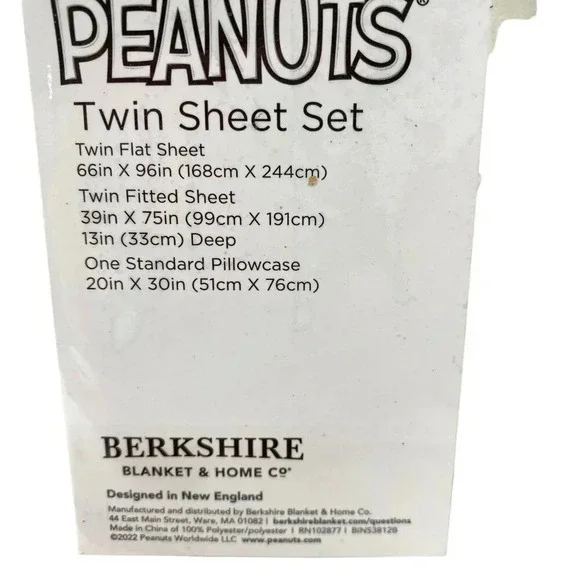 PEANUTS®
Twin Sheet Set
Twin Flat Sheet
66in X 96in (168cm X 244cm)
Twin Fitted Sheet
39in X 75in (99cm X 191cm)
13in (33cm) Deep
One Standard Pillowcase
20in X 30in (51cm X 76cm)
BERKSHIRE
BLANKET & HOME Cº®
Designed in New England
Manufactured and distributed by Berkshire Blanket & Home Co.
44 East Main Street, Ware, MA 01082 | berkshireblanket.com/questions
Made in China of 100% Polyester/polyester | RN102877 | BINS38128
©2022 Peanuts Worldwide LLC www.peanuts.com